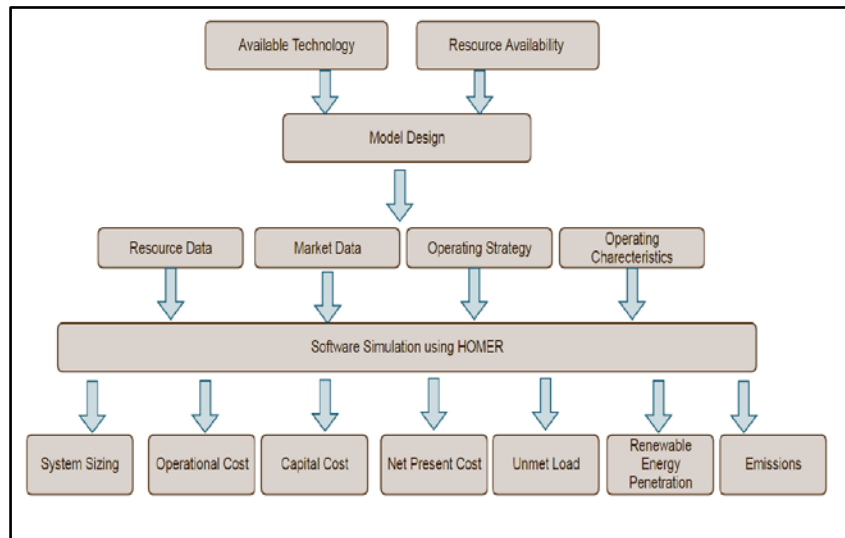 Available Technology
Resource Availability
Model Design
Resource Data
Market Data
Operating Strategy
Operating
Charecteristics
Software Simulation using HOMER
System Sizing
Operational Cost
Capital Cost
Net Present Cost
Unmet Load
Renewable
Energy
Penetration
Emissions